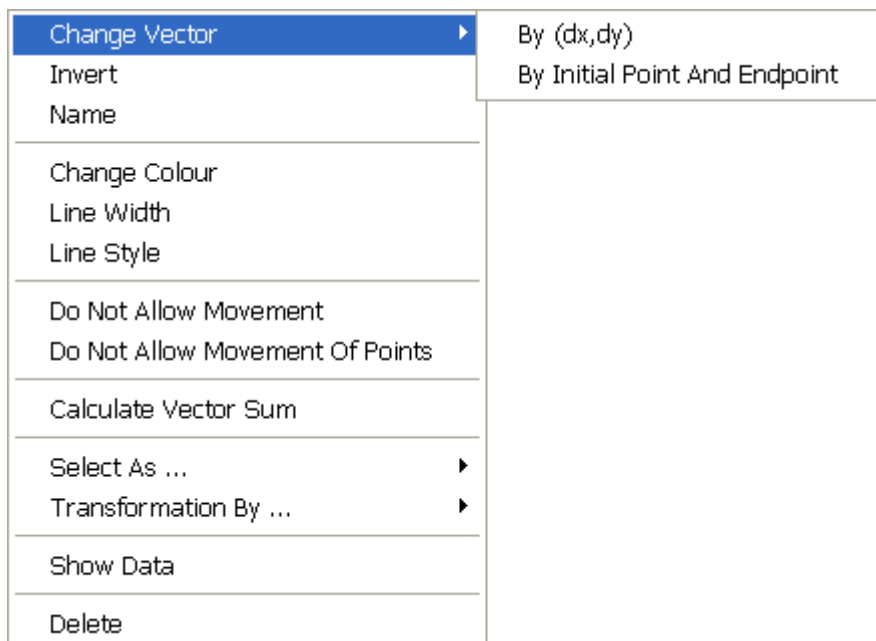 Change Vector
By (dx,dy)
Invert
By Initial Point And Endpoint
Name
Change Colour
Line Width
Line Style
Do Not Allow Movement
Do Not Allow Movement Of Points
Calculate Vector Sum
Select As ...
Transformation By ...
Show Data
Delete